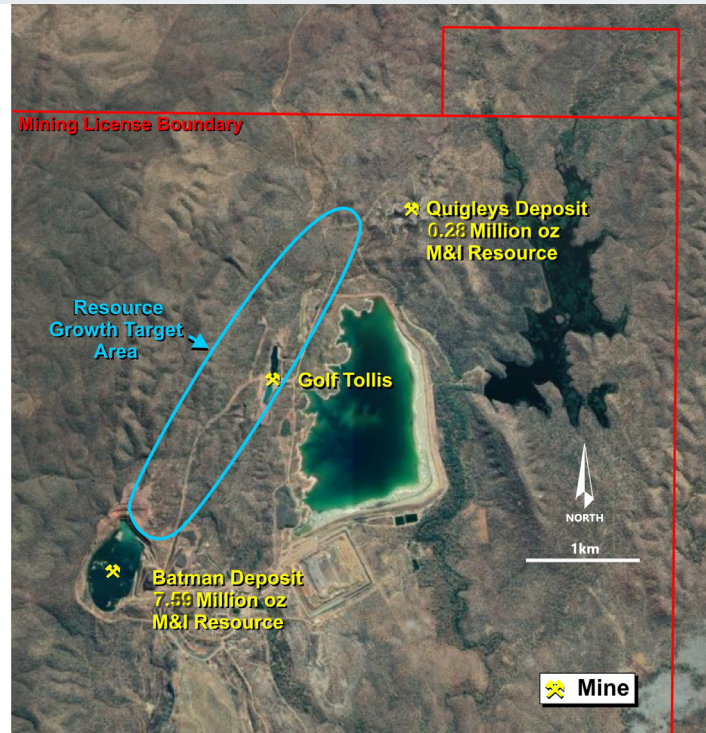 Mining License Boundary
Quigleys Deposit
0.28 Million oz
M&I Resource
Resource
Growth Target
Area
Golf Tollis
NORTH
1km
Batman Deposit
7.59 Million oz
M&I Resource
Mine